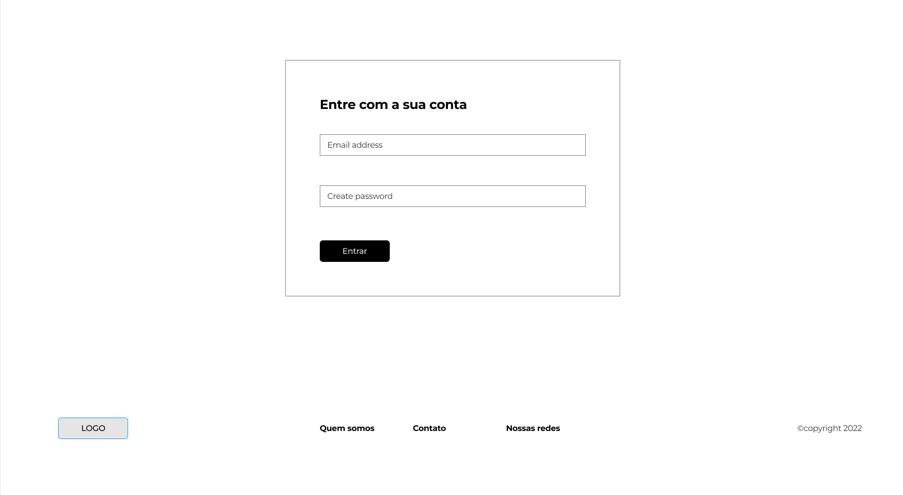 Entre com a sua conta
Email address
Create password
Entrar
LOGO
Quem somos
Contato
Nossas redes
©copyright 2022